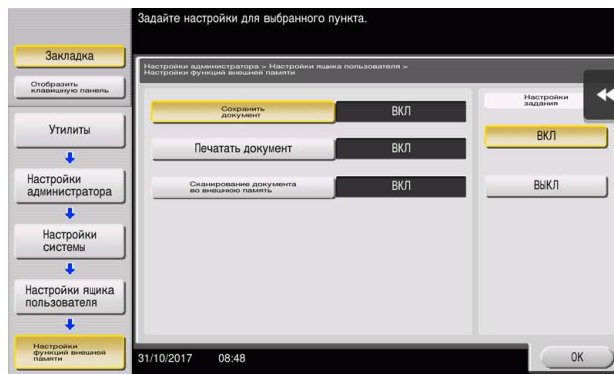 Задайте настройки для выбранного пункта.
Закладка
Отобразить
клавишную панель
Утилиты
Настройки
администратора
Настройки
системы
Настройки ящика
пользователя
Настройки
функций внешней
памяти
Настройки администратора > Настройки ящика пользователя >
Настройки функций внешней памяти
Сохранить
документ
ВКЛ
Печатать документ
ВКЛ
Сканирование документа
во внешнюю память
ВКЛ
Настройки
задания
ВКЛ
ВЫКЛ
31/10/2017 08:48
OK